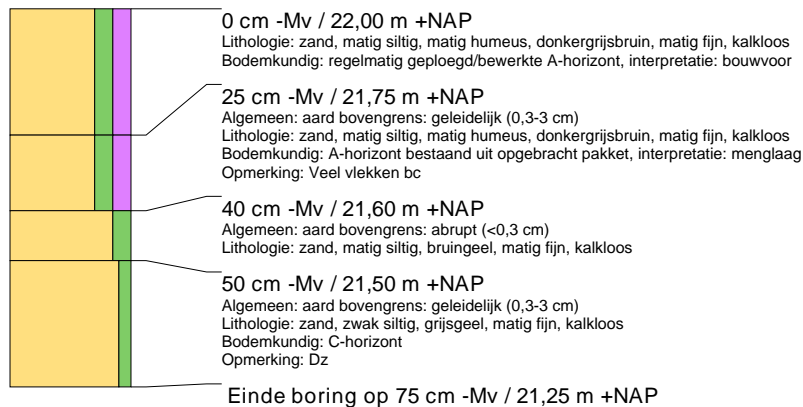 0 cm -Mv / 22,00 m +NAP
Lithologie: zand, matig siltig, matig humeus, donkergrijsbruin, matig fijn, kalkloos
Bodemkundig: regelmatig geploegd/bewerkte A-horizont, interpretatie: bouwvoor
25 cm -Mv / 21,75 m +NAP
Algemeen: aard bovengrens: geleidelijk (0,3-3 cm)
Lithologie: zand, matig siltig, matig humeus, donkergrijsbruin, matig fijn, kalkloos
Bodemkundig: A-horizont bestaand uit opgebracht pakket, interpretatie: menglaag
Opmerking: Veel vlekken bc
40 cm -Mv / 21,60 m +NAP
Algemeen: aard bovengrens: abrupt (<0,3 cm)
Lithologie: zand, matig siltig, bruingeel, matig fijn, kalkloos
50 cm -Mv / 21,50 m +NAP
Algemeen: aard bovengrens: geleidelijk (0,3-3 cm)
Lithologie: zand, zwak siltig, grijsgeel, matig fijn, kalkloos
Bodemkundig: C-horizont
Opmerking: Dz
Einde boring op 75 cm -Mv / 21,25 m +NAP